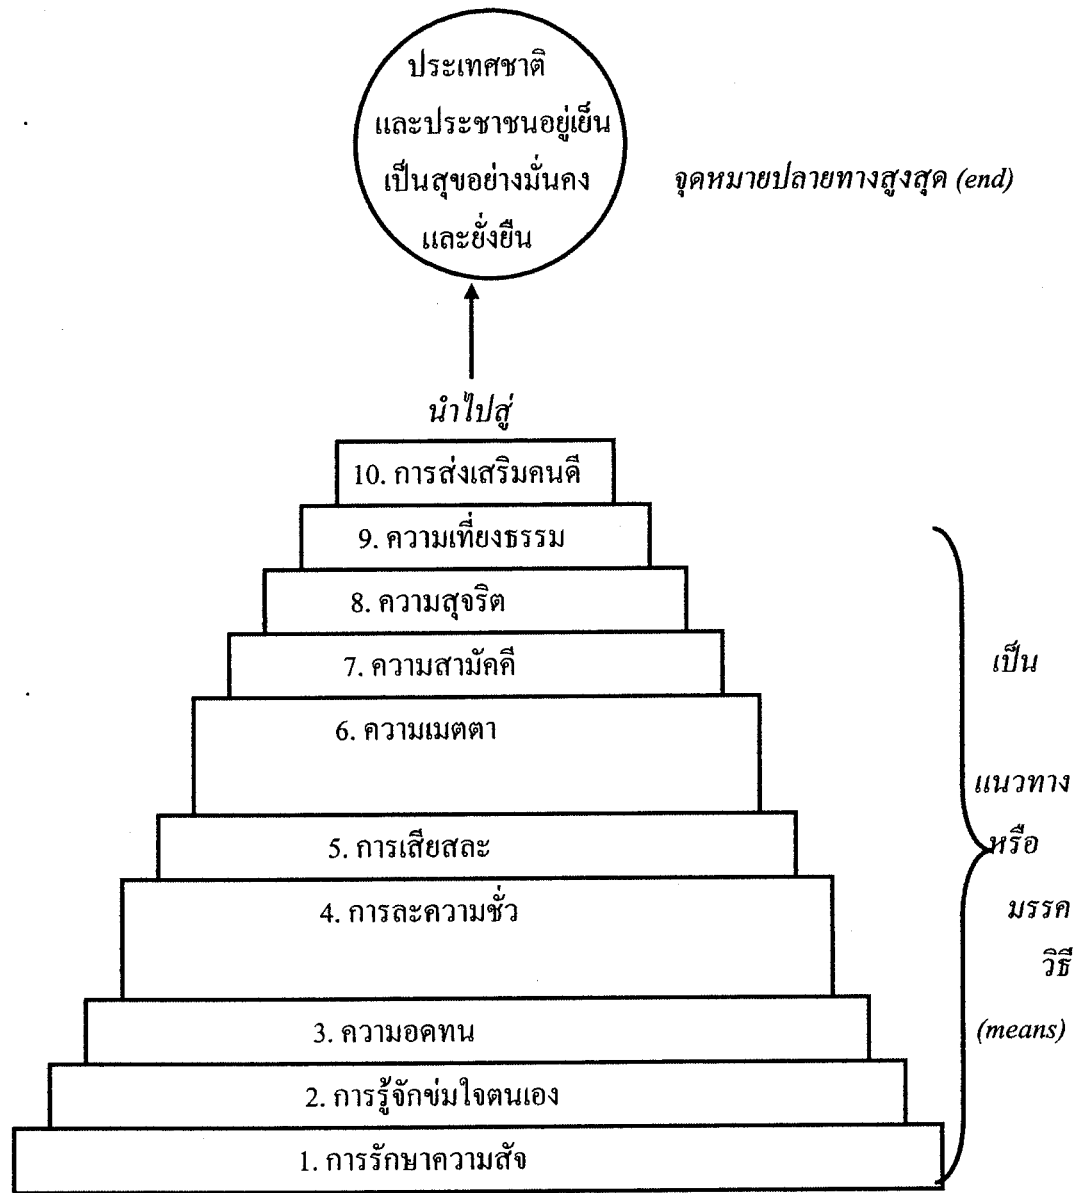 ประเทศชาติ
และประชาชนอยู่เย็น
เป็นสุขอย่างมั่นคง
และยั่งยืน
จุดหมายปลายทางสูงสุด (end)
นำไปสู่
10. การส่งเสริมคนดี
9. ความเที่ยงธรรม
8. ความสุจริต
7. ความสามัคคี
6. ความเมตตา
5. การเสียสละ
4. การละความชั่ว
3. ความอดทน
2. การรู้จักข่มใจตนเอง
1. การรักษาความสัจ
เป็น
แนวทาง
หรือ
มรรค
วิธี
(means)